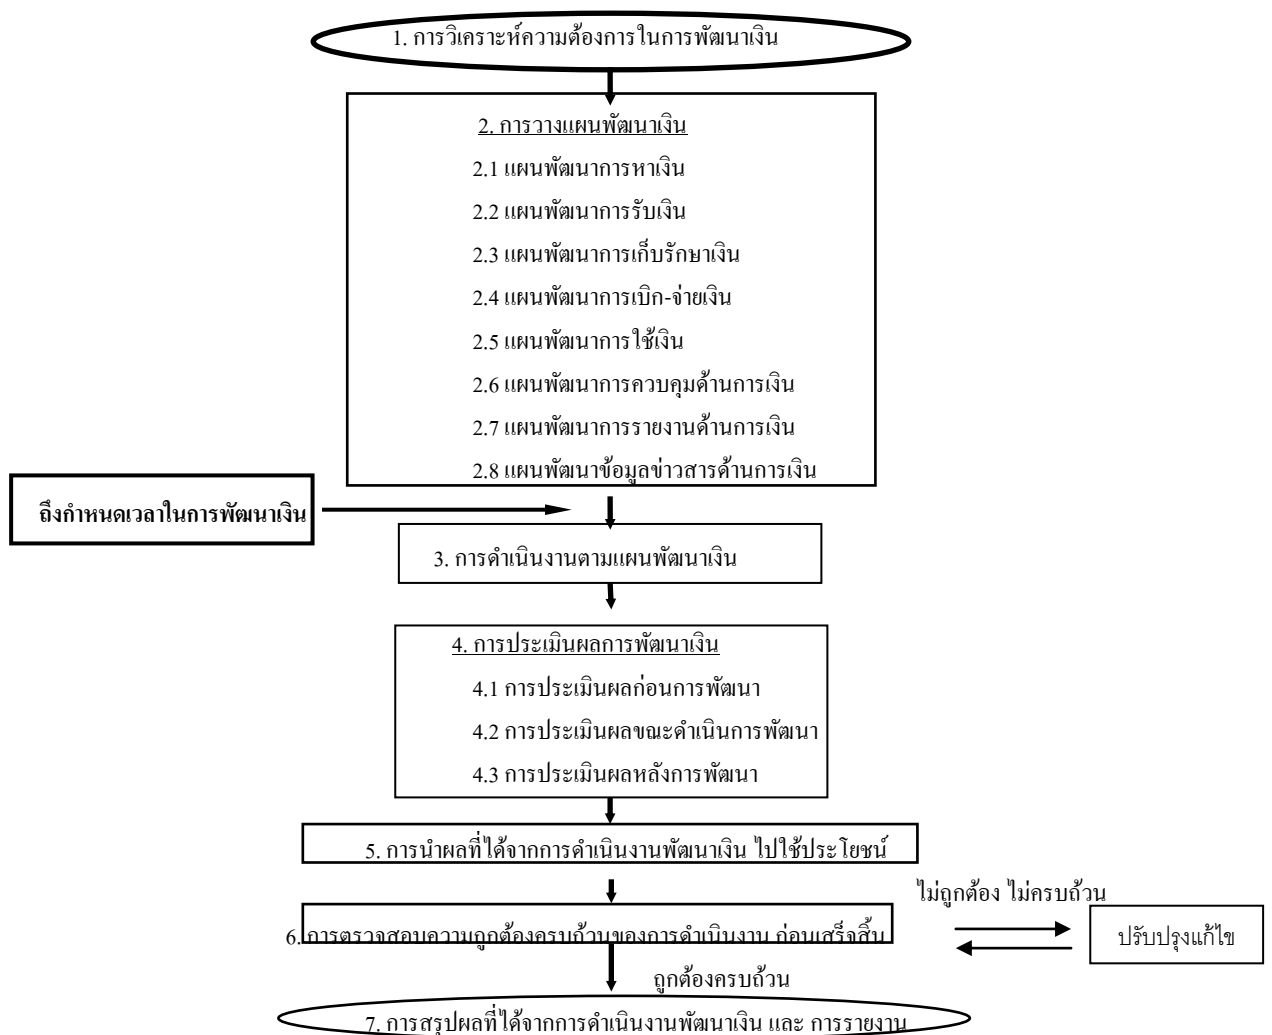 1. การวิเคราะห์ความต้องการในการพัฒนาเงิน
2. การวางแผนพัฒนาเงิน
2.1 แผนพัฒนาการหาเงิน
2.2 แผนพัฒนาการรับเงิน
2.3 แผนพัฒนาการเก็บรักษาเงิน
2.4 แผนพัฒนาการเบิก-จ่ายเงิน
2.5 แผนพัฒนาการใช้เงิน
2.6 แผนพัฒนาการควบคุมด้านการเงิน
2.7 แผนพัฒนาการรายงานด้านการเงิน
2.8 แผนพัฒนาข้อมูลข่าวสารด้านการเงิน
ถึงกำหนดเวลาในการพัฒนาเงิน
3. การดำเนินงานตามแผนพัฒนาเงิน
4. การประเมินผลการพัฒนาเงิน
4.1 การประเมินผลก่อนการพัฒนา
4.2 การประเมินผลขณะดำเนินการพัฒนา
4.3 การประเมินผลหลังการพัฒนา
5. การนำผลที่ได้จากการดำเนินงานพัฒนาเงิน ไปใช้ประโยชน์
ไม่ถูกต้อง ไม่ครบถ้วน
6. การตรวจสอบความถูกต้องครบถ้วนของการดำเนินงาน ก่อนเสร็จสิ้น
ปรับปรุงแก้ไข
ถูกต้องครบถ้วน
7. การสรุปผลที่ได้จากการดำเนินงานพัฒนาเงิน และ การรายงาน